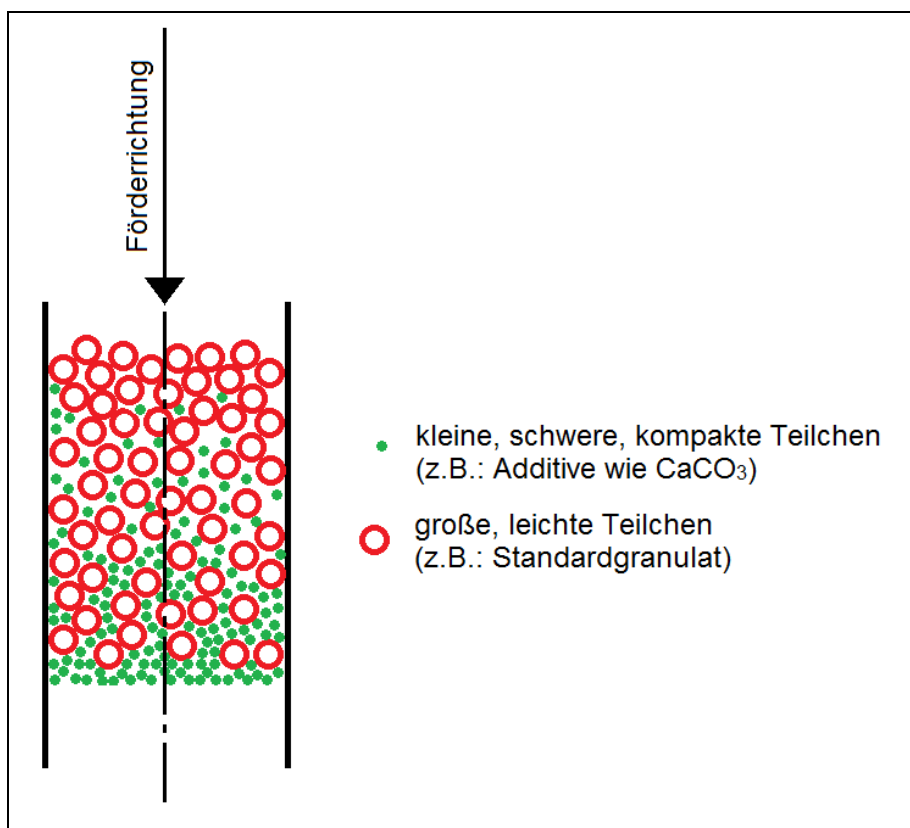 Förderrichtung
kleine, schwere, kompakte Teilchen
(z.B.: Additive wie CaCO₃)
große, leichte Teilchen
(z.B.: Standardgranulat)